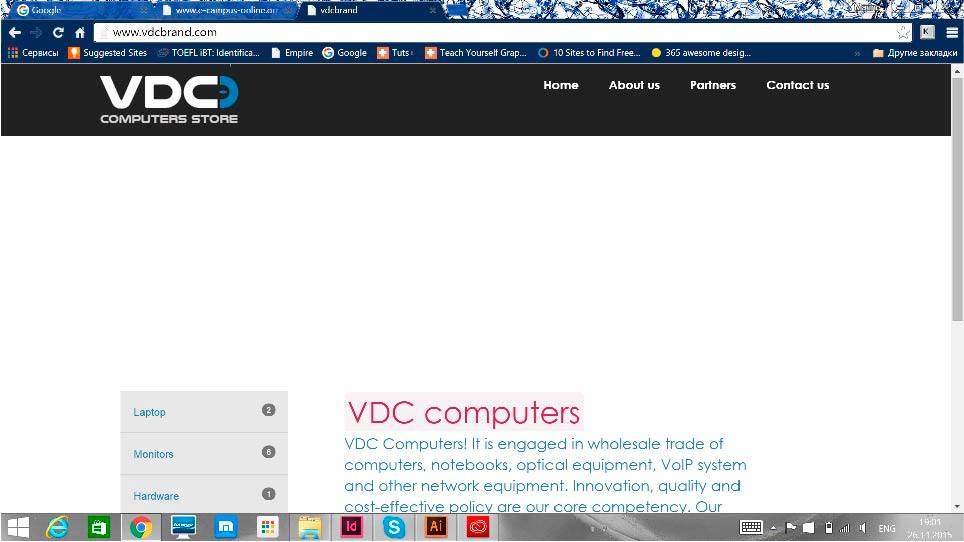 Google
www.e-campus-online.or
vdcbrand
www.vdcbrand.com
K
Сервисы
Suggested Sites
TOEFL iBT: Identifica...
Empire
Google
Tuts
Teach Yourself Grap...
10 Sites to Find Free...
365 awesome desig...
»
Другие закладки
VDC
COMPUTERS STORE
Home
About us
Partners
Contact us
Laptop 2
Monitors 6
Hardware 1
VDC computers
VDC Computers! It is engaged in wholesale trade of
computers, notebooks, optical equipment, VoIP system
and other network equipment. Innovation, quality and
cost-effective policy are our core competency. Our
Id
S
Ai
ENG
19:01
26.11.2015